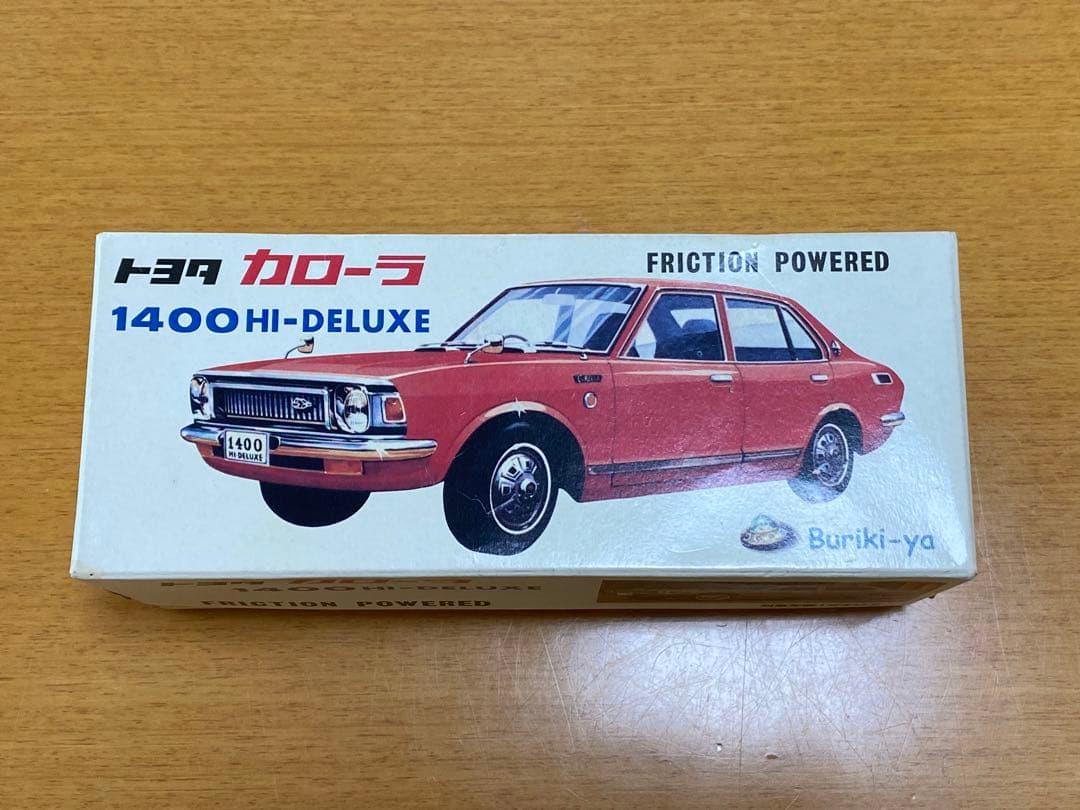 トヨタ カローラ
1400 HI-DELUXE
FRICTION POWERED
1400
HI DELUXE
Buriki-ya
トヨタ カローラ
1400 HI-DELUXE
FRICTION POWERED